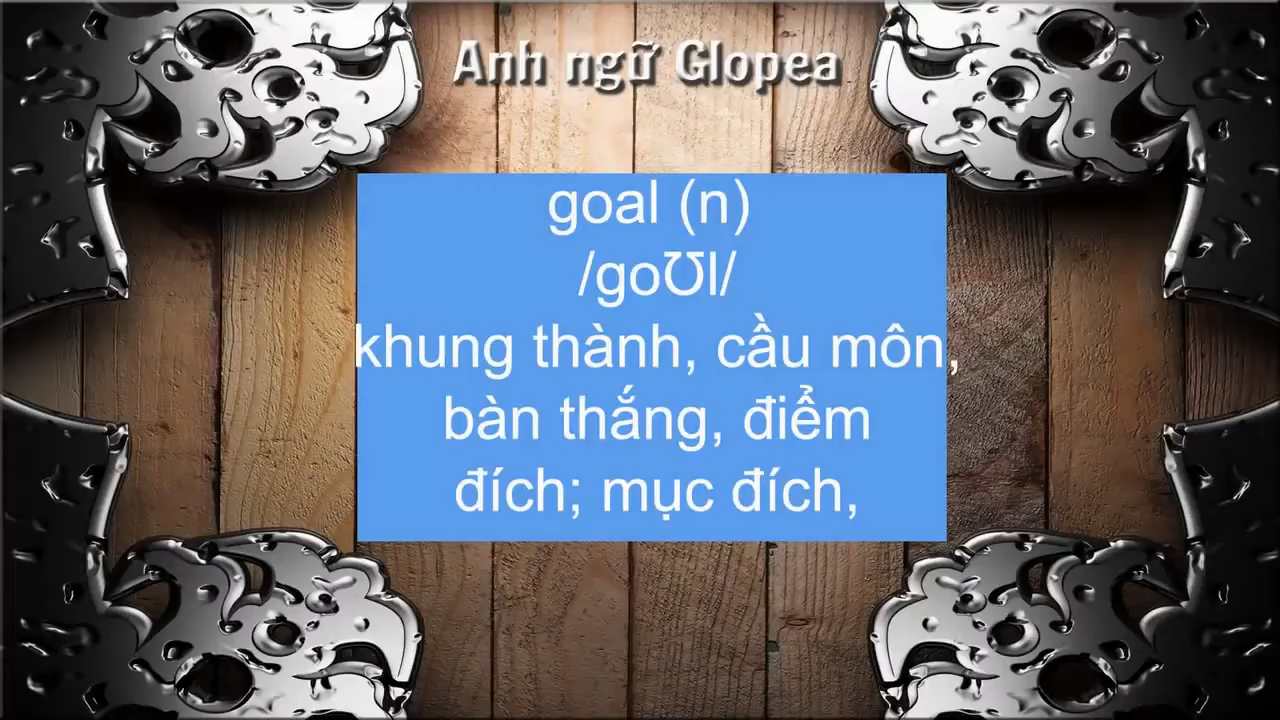 Anh ngữ Glopea
goal (n)
/goƱl/
khung thành, cầu môn,
bàn thắng, điểm
đích; mục đích,